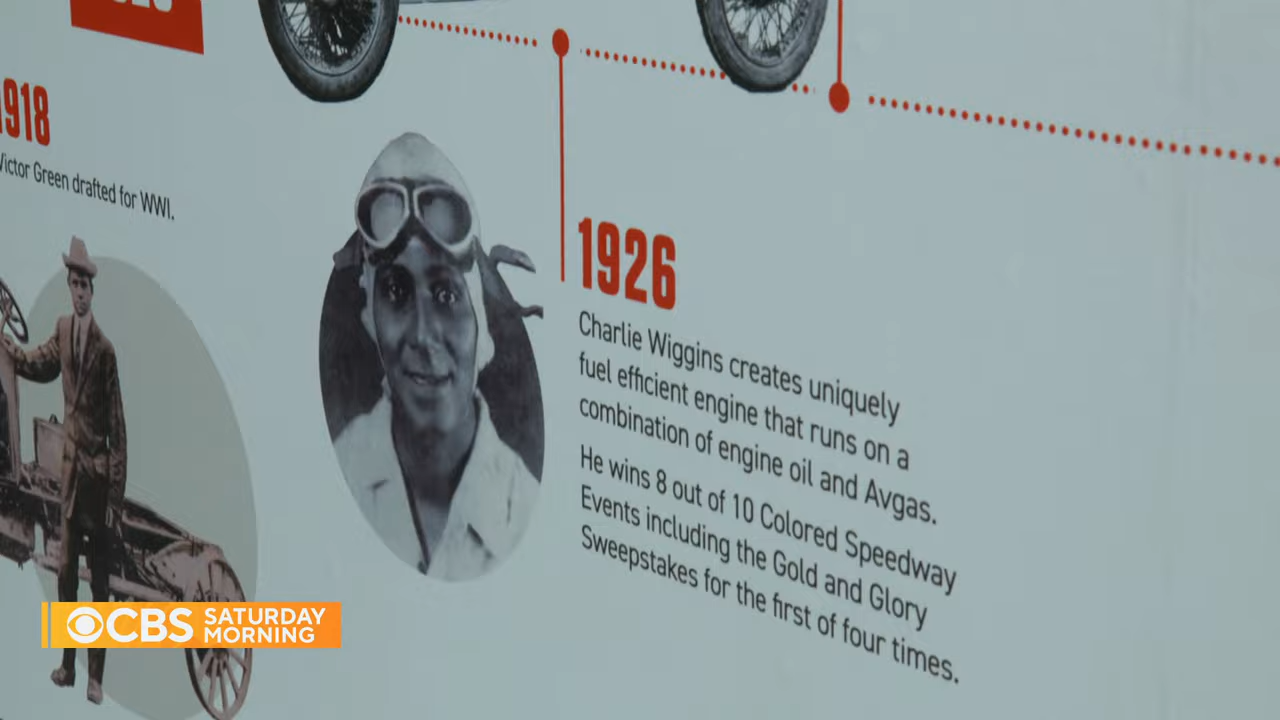 1918
Victor Green drafted for WWI.
1926
Charlie Wiggins creates uniquely
fuel efficient engine that runs on a
combination of engine oil and Avgas.
He wins 8 out of 10 Colored Speedway
Events including the Gold and Glory
Sweepstakes for the first of four times.
CBS SATURDAY
MORNING